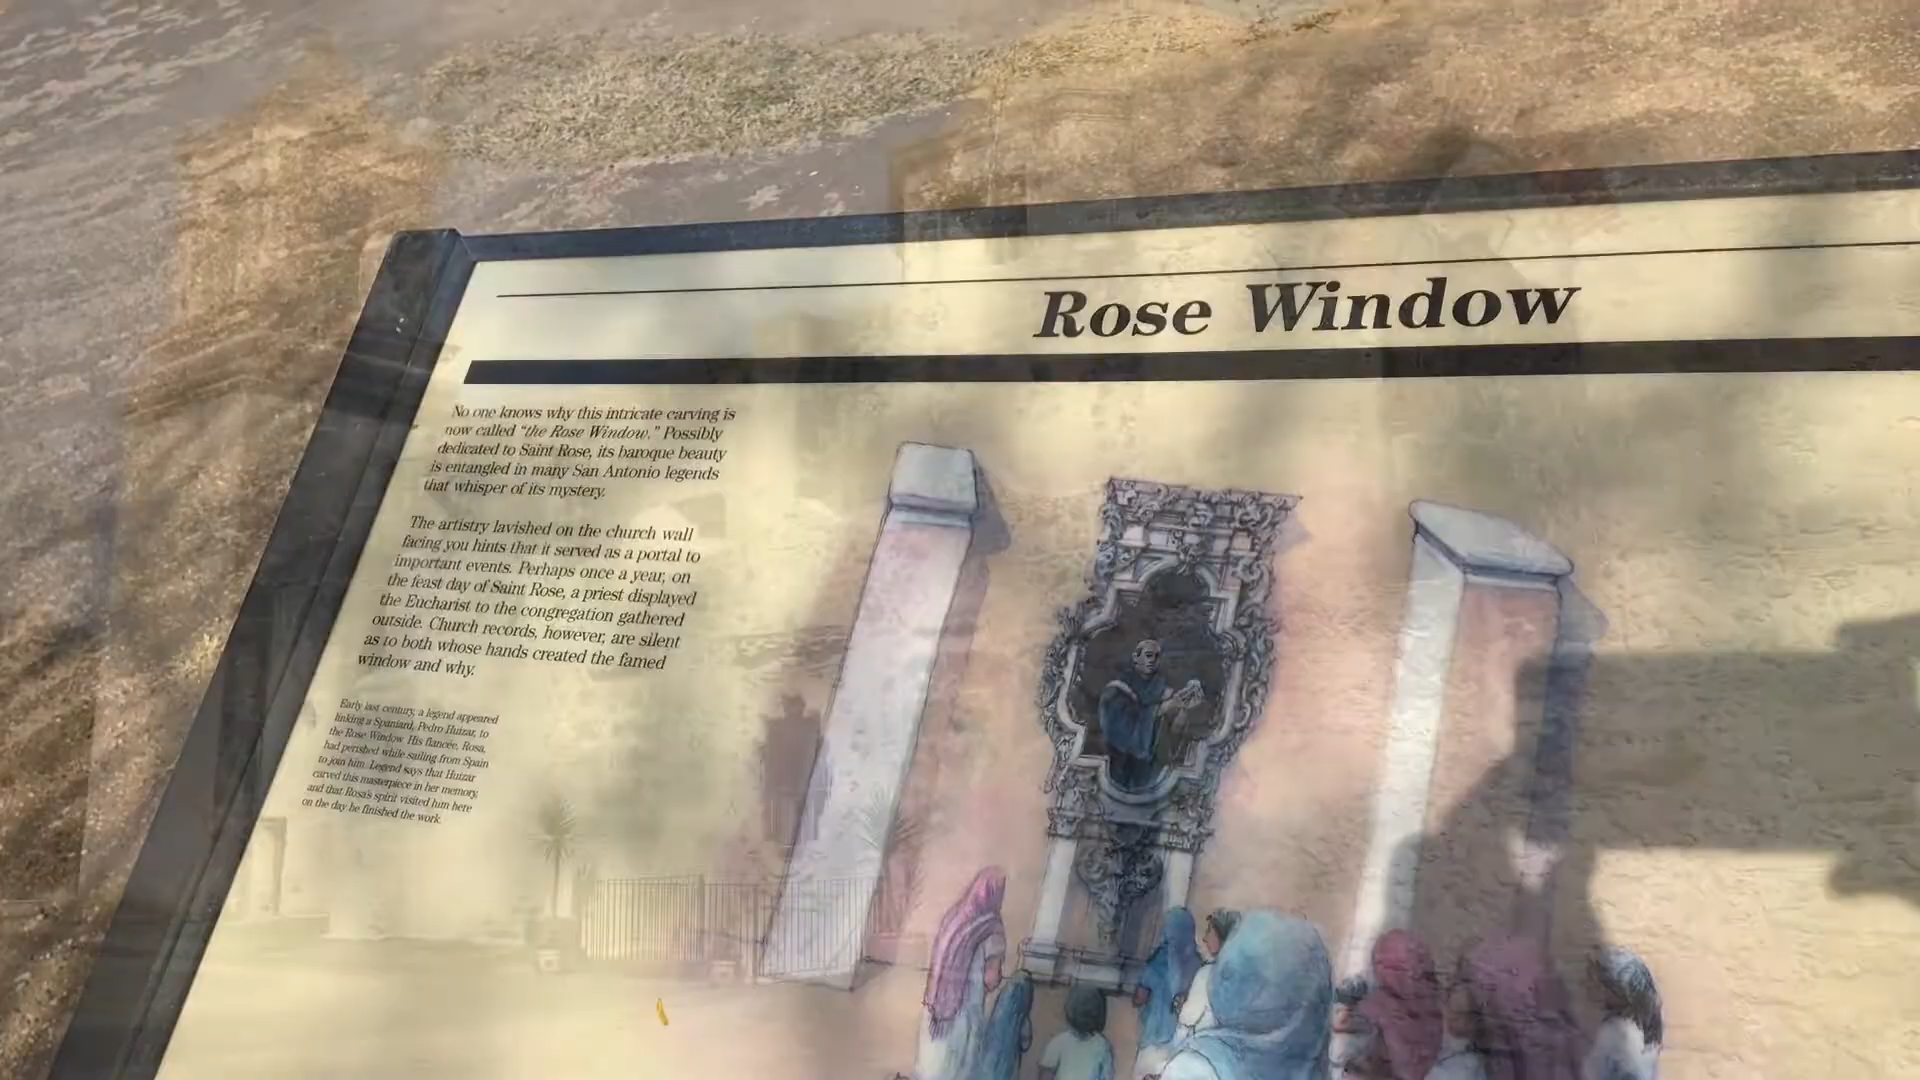 Rose Window
No one knows why this intricate carving is
now called "the Rose Window." Possibly
dedicated to Saint Rose, its baroque beauty
is entangled in many San Antonio legends
that whisper of its mystery.
The artistry lavished on the church wall
facing you hints that it served as a portal to
important events. Perhaps once a year, on
the feast day of Saint Rose, a priest displayed
the Eucharist to the congregation gathered
outside. Church records, however, are silent
as to both whose hands created the famed
window and why.
Early last century, a legend appeared
linking a Spaniard, Pedro Huizar, to
the Rose Window. His fiancée, Rosa,
had perished while sailing from Spain
to join him. Legend says that Huizar
carved this masterpiece in her memory,
and that Rosa's spirit visited him here
on the day he finished the work.